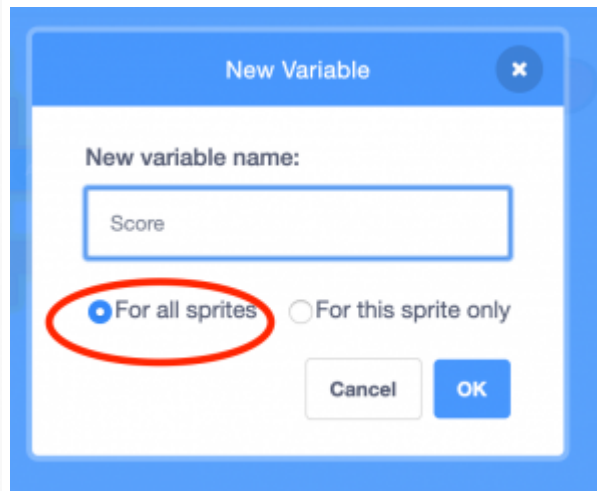 New Variable
New variable name:
Score
For all sprites For this sprite only
Cancel OK